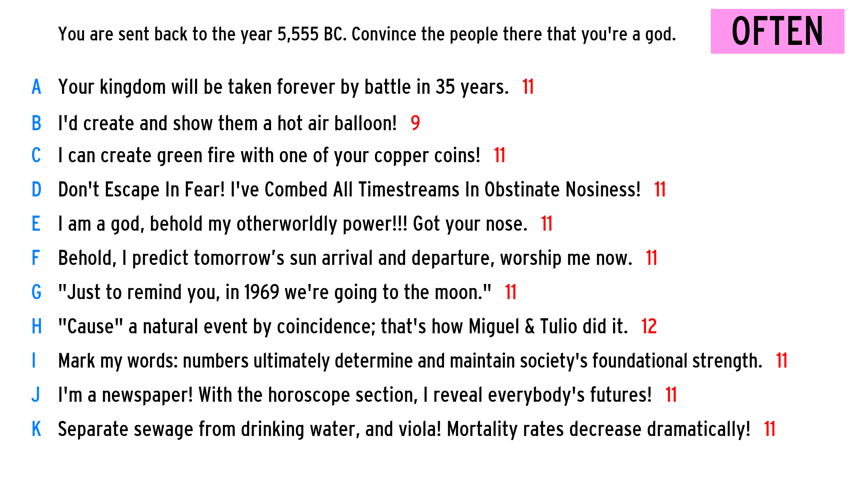 You are sent back to the year 5,555 BC. Convince the people there that you're a god.
OFTEN
A Your kingdom will be taken forever by battle in 35 years. 11
B I'd create and show them a hot air balloon! 9
C I can create green fire with one of your copper coins! 11
D Don't Escape In Fear! I've Combed All Timestreams In Obstinate Nosiness! 11
E I am a god, behold my otherworldly power!!! Got your nose. 11
F Behold, I predict tomorrow’s sun arrival and departure, worship me now. 11
G "Just to remind you, in 1969 we're going to the moon." 11
H "Cause" a natural event by coincidence; that's how Miguel & Tulio did it. 12
I Mark my words: numbers ultimately determine and maintain society's foundational strength. 11
J I'm a newspaper! With the horoscope section, I reveal everybody's futures! 11
K Separate sewage from drinking water, and viola! Mortality rates decrease dramatically! 11